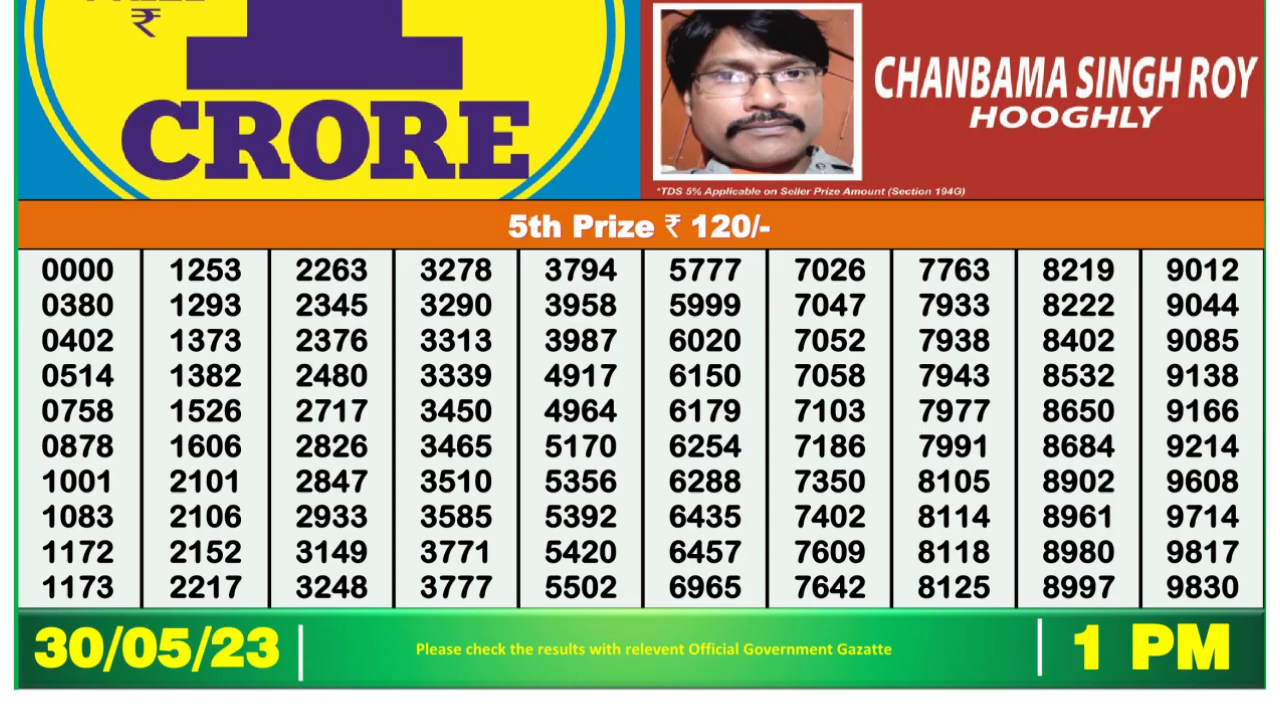 ₹
1
CRORE
CHANBAMA SINGH ROY
HOOGHLY
*TDS 5% Applicable on Seller Prize Amount (Section 194G)
5th Prize ₹ 120/-
0000 1253 2263 3278 3794 5777 7026 7763 8219 9012
0380 1293 2345 3290 3958 5999 7047 7933 8222 9044
0402 1373 2376 3313 3987 6020 7052 7938 8402 9085
0514 1382 2480 3339 4917 6150 7058 7943 8532 9138
0758 1526 2717 3450 4964 6179 7103 7977 8650 9166
0878 1606 2826 3465 5170 6254 7186 7991 8684 9214
1001 2101 2847 3510 5356 6288 7350 8105 8902 9608
1083 2106 2933 3585 5392 6435 7402 8114 8961 9714
1172 2152 3149 3771 5420 6457 7609 8118 8980 9817
1173 2217 3248 3777 5502 6965 7642 8125 8997 9830
30/05/23 Please check the results with relevent Official Government Gazatte 1 PM